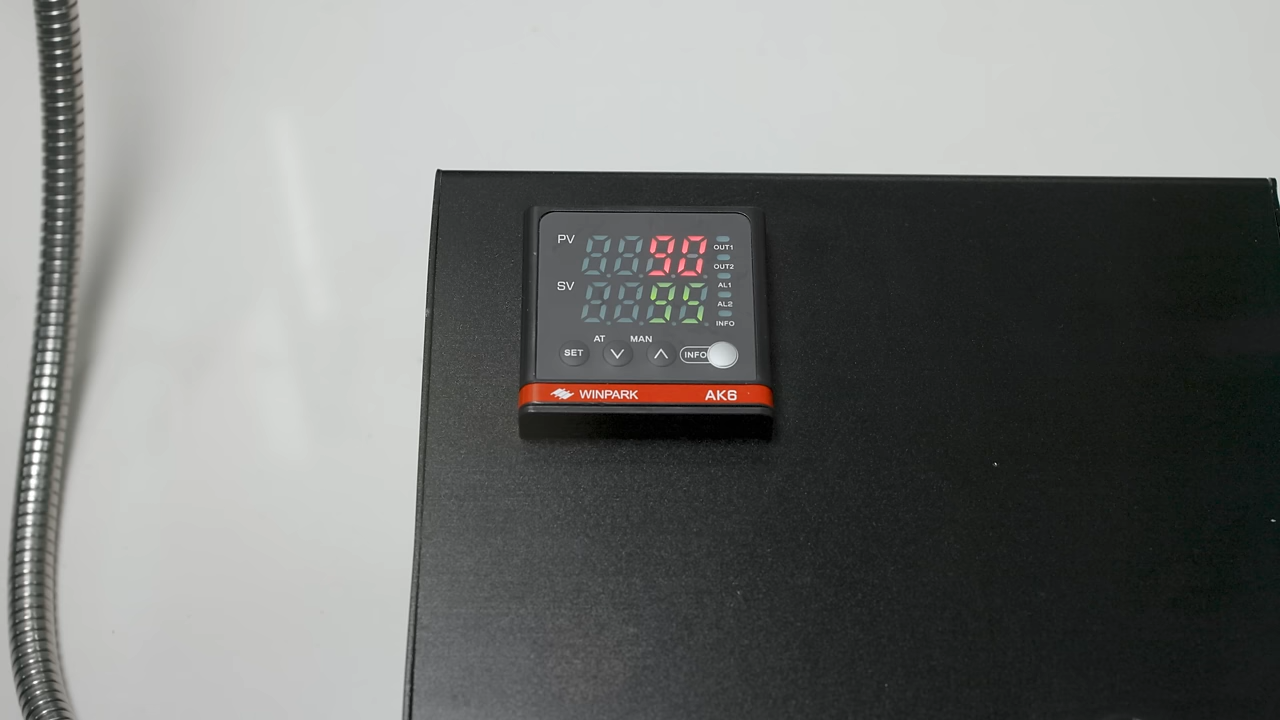 PV 90
OUT1
OUT2
SV 95
AL1
AL2
INFO
AT MAN
SET INFO
WINPARK AK6